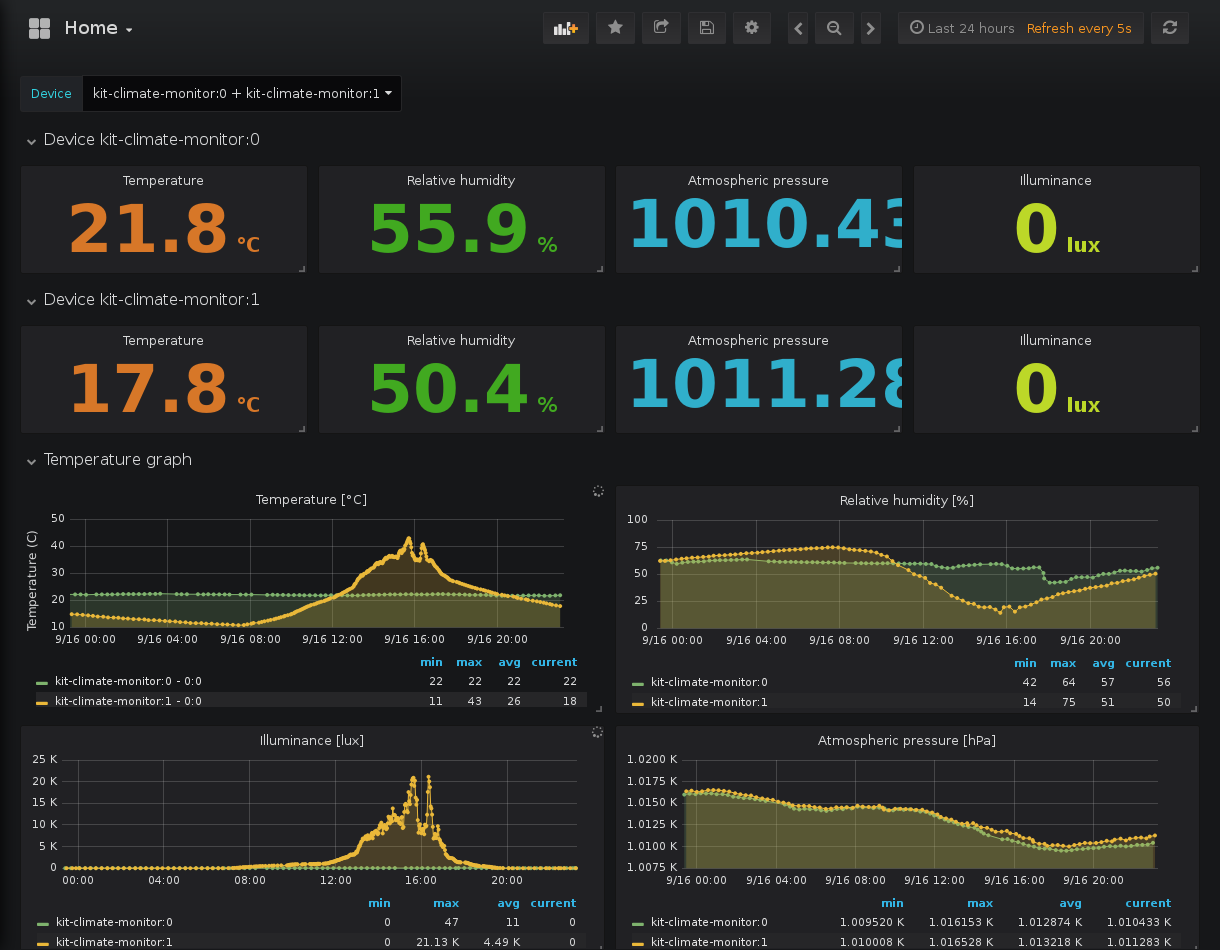 Home
Last 24 hours Refresh every 5s
Device kit-climate-monitor:0 + kit-climate-monitor:1
Device kit-climate-monitor:0
Temperature Relative humidity Atmospheric pressure Illuminance
21.8 °C 55.9 % 1010.43 0 lux
Device kit-climate-monitor:1
Temperature Relative humidity Atmospheric pressure Illuminance
17.8 °C 50.4 % 1011.28 0 lux
Temperature graph
Temperature [°C]
Temperature (C)
50
40
30
20
10
9/16 00:00 9/16 04:00 9/16 08:00 9/16 12:00 9/16 16:00 9/16 20:00
min max avg current
kit-climate-monitor:0 - 0:0 22 22 22 22
kit-climate-monitor:1 - 0:0 11 43 26 18
Relative humidity [%]
100
75
50
25
0
9/16 00:00 9/16 04:00 9/16 08:00 9/16 12:00 9/16 16:00 9/16 20:00
min max avg current
kit-climate-monitor:0 42 64 57 56
kit-climate-monitor:1 14 75 51 50
Illuminance [lux]
25 K
20 K
15 K
10 K
5 K
0
00:00 04:00 08:00 12:00 16:00 20:00
min max avg current
kit-climate-monitor:0 0 47 11 0
kit-climate-monitor:1 0 21.13 K 4.49 K 0
Atmospheric pressure [hPa]
1.0200 K
1.0175 K
1.0150 K
1.0125 K
1.0100 K
1.0075 K
9/16 00:00 9/16 04:00 9/16 08:00 9/16 12:00 9/16 16:00 9/16 20:00
min max avg current
kit-climate-monitor:0 1.009520 K 1.016153 K 1.012874 K 1.010433 K
kit-climate-monitor:1 1.010008 K 1.016528 K 1.013218 K 1.011283 K